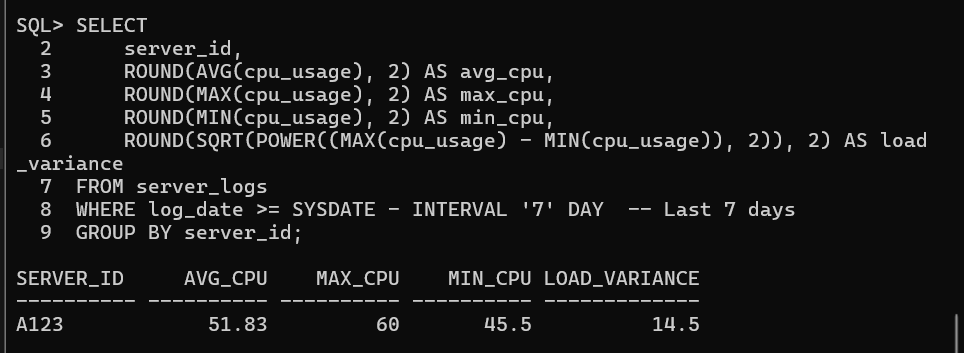 SQL> SELECT
  2      server_id,
  3      ROUND(AVG(cpu_usage), 2) AS avg_cpu,
  4      ROUND(MAX(cpu_usage), 2) AS max_cpu,
  5      ROUND(MIN(cpu_usage), 2) AS min_cpu,
  6      ROUND(SQRT(POWER((MAX(cpu_usage) - MIN(cpu_usage)), 2)), 2) AS load
_variance
  7  FROM server_logs
  8  WHERE log_date >= SYSDATE - INTERVAL '7' DAY  -- Last 7 days
  9  GROUP BY server_id;
SERVER_ID     AVG_CPU    MAX_CPU    MIN_CPU LOAD_VARIANCE
---------- ---------- ---------- ---------- -------------
A123            51.83         60       45.5          14.5